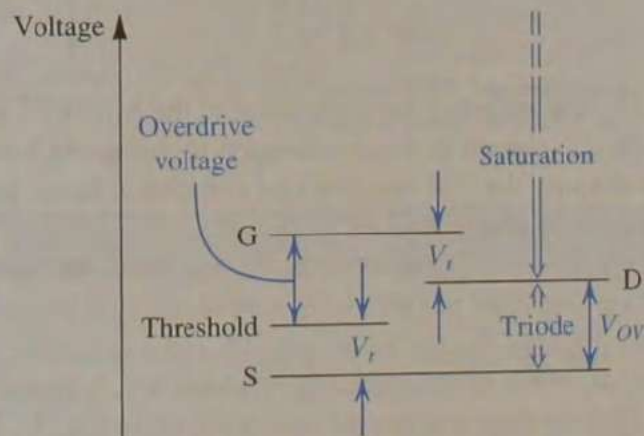 Voltage
Overdrive
voltage
Saturation
G
V_t
D
Threshold
Triode
V_OV
V_t
S